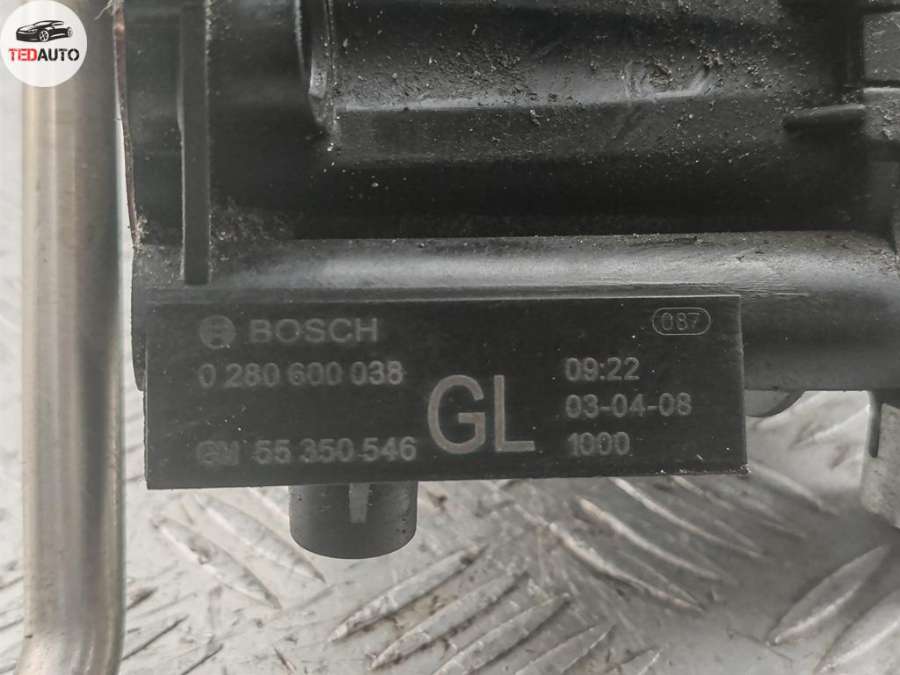 TEDAUTO
BOSCH
087
0 280 600 038
GL
09:22
03-04-08
GM 55 350 546
1000